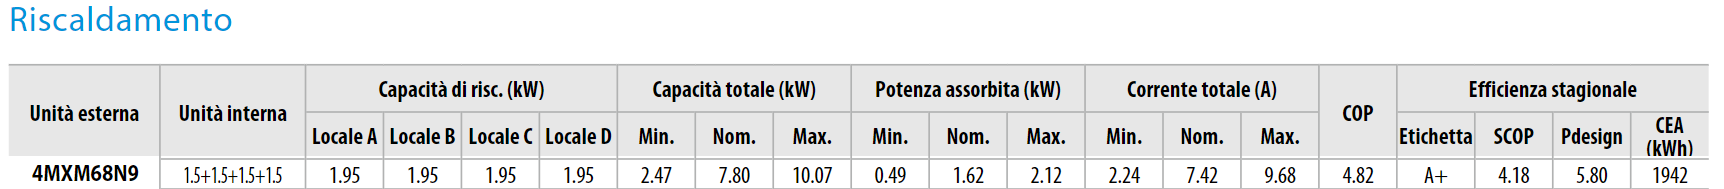 Riscaldamento
Unità esterna Unità interna Capacità di risc. (kW) Capacità totale (kW) Potenza assorbita (kW) Corrente totale (A) COP Efficienza stagionale
Locale A Locale B Locale C Locale D Min. Nom. Max. Min. Nom. Max. Min. Nom. Max. Etichetta SCOP Pdesign CEA (kWh)
4MXM68N9 1.5+1.5+1.5+1.5 1.95 1.95 1.95 1.95 2.47 7.80 10.07 0.49 1.62 2.12 2.24 7.42 9.68 4.82 A+ 4.18 5.80 1942